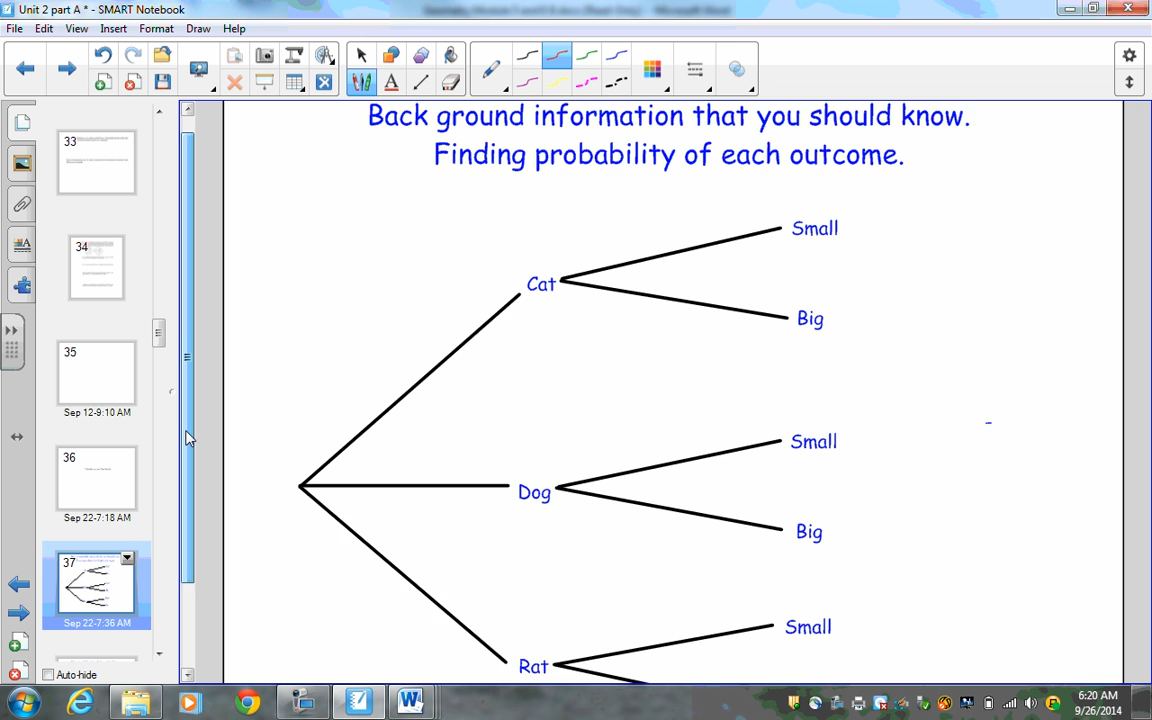 Unit 2 part A * - SMART Notebook
File Edit View Insert Format Draw Help
33
34
35
Sep 12-9:10 AM
36
Sep 22-7:18 AM
37
Sep 22-7:36 AM
Auto-hide
Back ground information that you should know.
Finding probability of each outcome.
Small
Cat
Big
Small
Dog
Big
Small
Rat
6:20 AM
9/26/2014